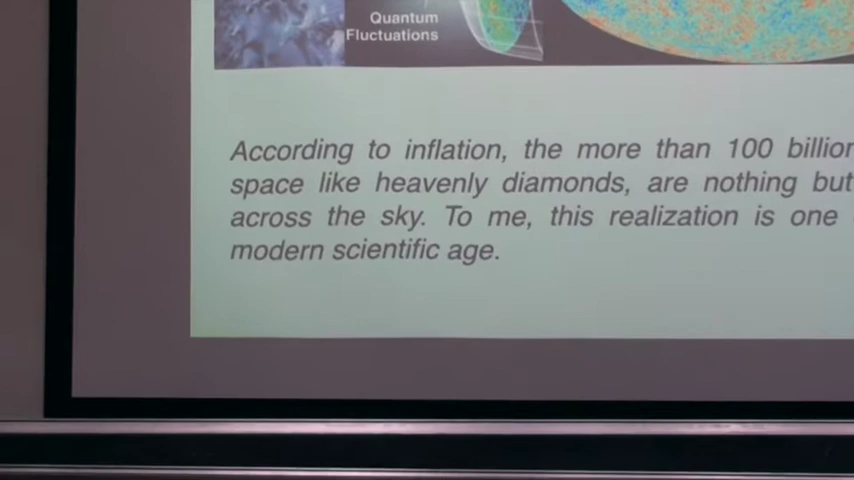 Quantum
Fluctuations
According to inflation, the more than 100 billion
space like heavenly diamonds, are nothing but
across the sky. To me, this realization is one
modern scientific age.